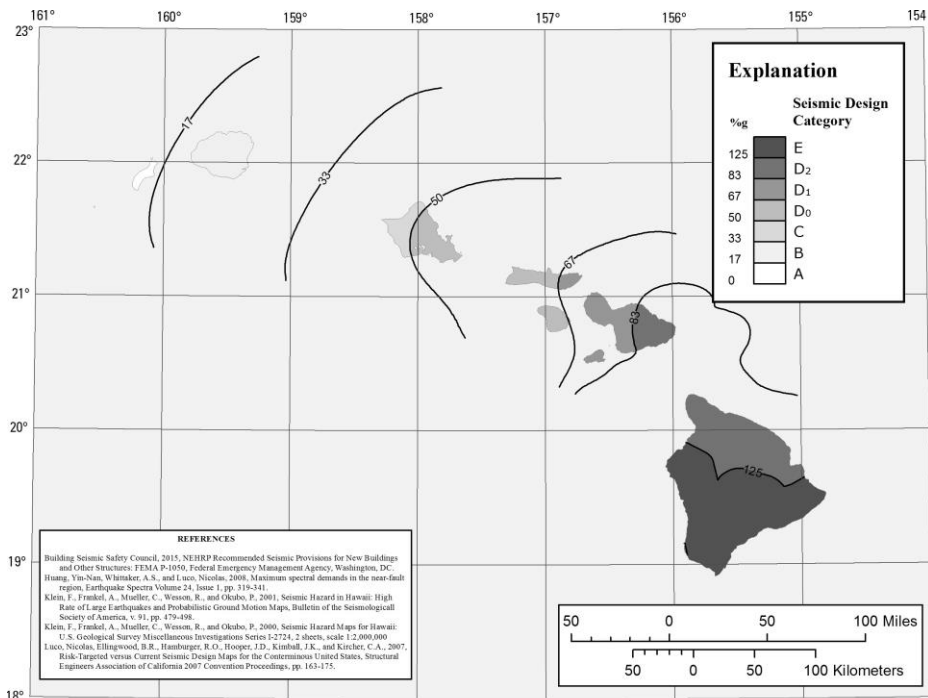 161° 160° 159° 158° 157° 156° 155° 154°
23°
22°
21°
20°
19°
18°
17
33
50
67
83
125
Explanation
Seismic Design
%g Category
125 E
83 D₂
67 D₁
50 D₀
33 C
17 B
0 A
REFERENCES
Building Seismic Safety Council, 2015, NEHRP Recommended Seismic Provisions for New Buildings
and Other Structures: FEMA P-1050, Federal Emergency Management Agency, Washington, DC.
Huang, Yin-Nan, Whittaker, A.S., and Luco, Nicolas, 2008, Maximum spectral demands in the near-fault
region, Earthquake Spectra Volume 24, Issue 1, pp. 319-341.
Klein, F., Frankel, A., Mueller, C., Wesson, R., and Okubo, P., 2001, Seismic Hazard in Hawaii: High
Rate of Large Earthquakes and Probabilistic Ground Motion Maps, Bulletin of the Seismologicall
Society of America, v. 91, pp. 479-498.
Klein, F., Frankel, A., Mueller, C., Wesson, R., and Okubo, P., 2000, Seismic Hazard Maps for Hawaii:
U.S. Geological Survey Miscellaneous Investigations Series I-2724, 2 sheets, scale 1:2,000,000
Luco, Nicolas, Ellingwood, B.R., Hamburger, R.O., Hooper, J.D., Kimball, J.K., and Kircher, C.A., 2007,
Risk-Targeted versus Current Seismic Design Maps for the Conterminous United States, Structural
Engineers Association of California 2007 Convention Proceedings, pp. 163-175.
50 0 50 100 Miles
50 0 50 100 Kilometers